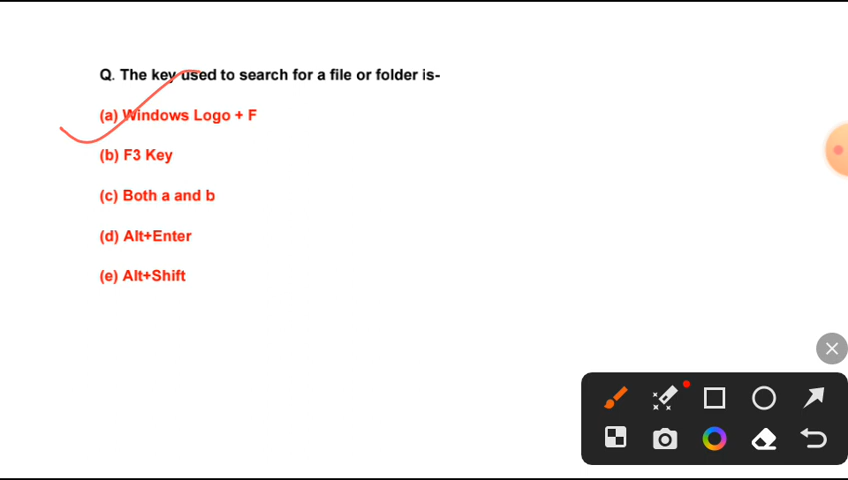 Q. The key used to search for a file or folder is-
(a) Windows Logo + F
(b) F3 Key
(c) Both a and b
(d) Alt+Enter
(e) Alt+Shift